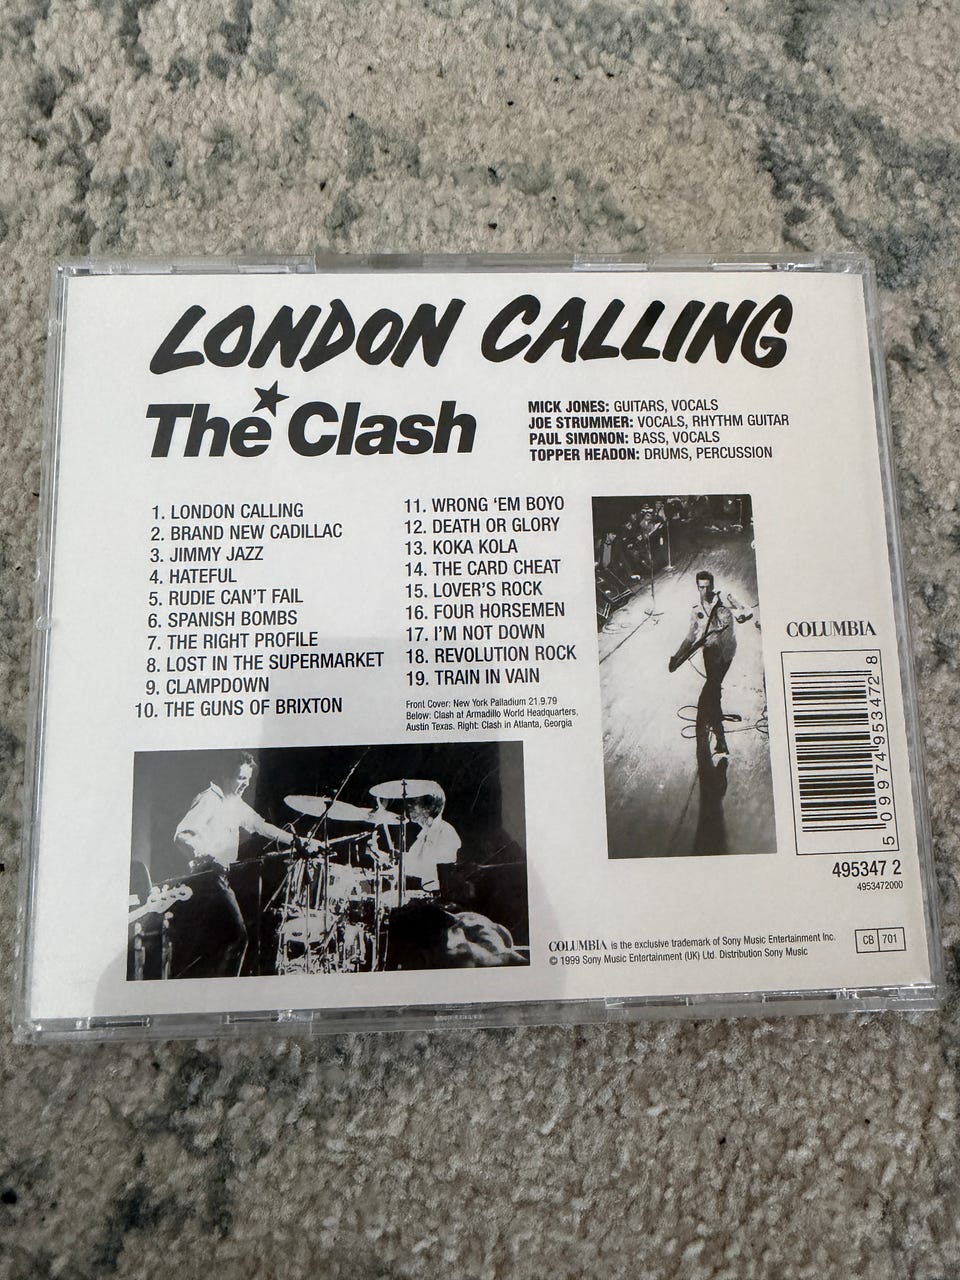 LONDON CALLING
The Clash
MICK JONES: GUITARS, VOCALS
JOE STRUMMER: VOCALS, RHYTHM GUITAR
PAUL SIMONON: BASS, VOCALS
TOPPER HEADON: DRUMS, PERCUSSION
1. LONDON CALLING
2. BRAND NEW CADILLAC
3. JIMMY JAZZ
4. HATEFUL
5. RUDIE CAN'T FAIL
6. SPANISH BOMBS
7. THE RIGHT PROFILE
8. LOST IN THE SUPERMARKET
9. CLAMPDOWN
10. THE GUNS OF BRIXTON
11. WRONG ‘EM BOYO
12. DEATH OR GLORY
13. KOKA KOLA
14. THE CARD CHEAT
15. LOVER'S ROCK
16. FOUR HORSEMEN
17. I'M NOT DOWN
18. REVOLUTION ROCK
19. TRAIN IN VAIN
Front Cover: New York Palladium 21.9.79
Below: Clash at Armadillo World Headquarters,
Austin Texas. Right: Clash in Atlanta, Georgia
COLUMBIA
5 099749 534728
495347 2
4953472000
COLUMBIA is the exclusive trademark of Sony Music Entertainment Inc.
© 1999 Sony Music Entertainment (UK) Ltd. Distribution Sony Music
CB 701